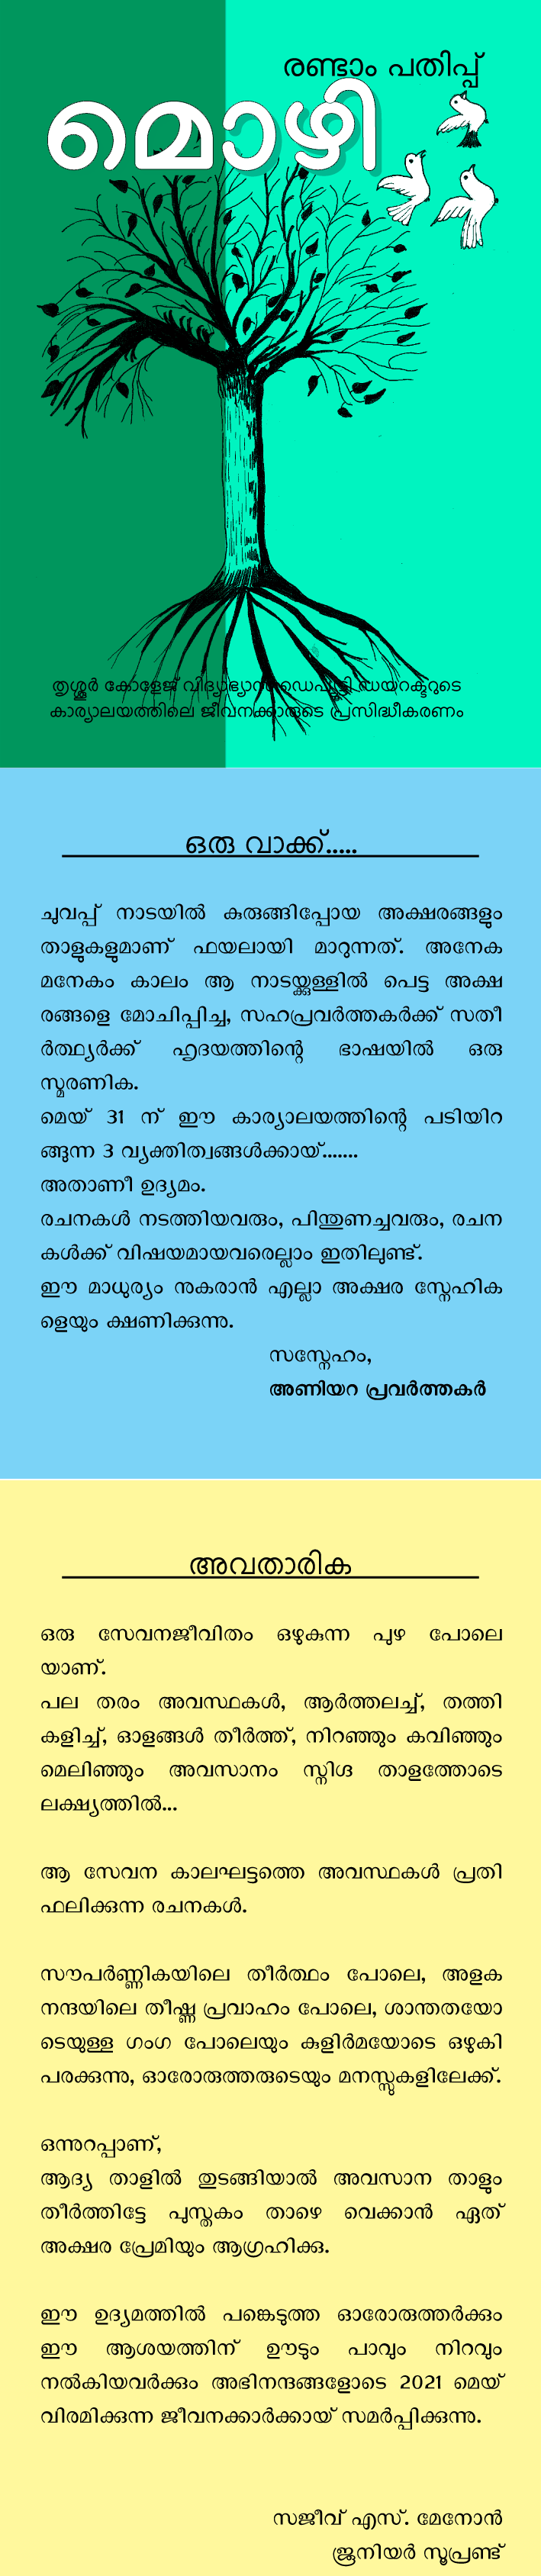 രണ്ടാം പതിപ്പ്
മൊഴി
തൃശ്ശൂർ കോളേജ് വിദ്യാഭ്യാസ ഡെപ്യൂട്ടി ഡയറക്ടറുടെ
കാര്യാലയത്തിലെ ജീവനക്കാരുടെ പ്രസിദ്ധീകരണം
ഒരു വാക്ക്.....
ചുവപ്പ് നാടയിൽ കുരുങ്ങിപ്പോയ അക്ഷരങ്ങളും
താളുകളുമാണ് ഫയലായി മാറുന്നത്. അനേക
മനേകം കാലം ആ നാടയ്ക്കുള്ളിൽ പെട്ട അക്ഷ
രങ്ങളെ മോചിപ്പിച്ച, സഹപ്രവർത്തകർക്ക് സതീ
ർത്ഥ്യർക്ക് ഹൃദയത്തിന്റെ ഭാഷയിൽ ഒരു
സ്മരണിക.
മെയ് 31 ന് ഈ കാര്യാലയത്തിന്റെ പടിയിറ
ങ്ങുന്ന 3 വ്യക്തിത്വങ്ങൾക്കായ്.......
അതാണീ ഉദ്യമം.
രചനകൾ നടത്തിയവരും, പിന്തുണച്ചവരും, രചന
കൾക്ക് വിഷയമായവരെല്ലാം ഇതിലുണ്ട്.
ഈ മാധുര്യം നുകരാൻ എല്ലാ അക്ഷര സ്നേഹിക
ളെയും ക്ഷണിക്കുന്നു.
സസ്നേഹം,
അണിയറ പ്രവർത്തകർ
അവതാരിക
ഒരു സേവനജീവിതം ഒഴുകുന്ന പുഴ പോലെ
യാണ്.
പല തരം അവസ്ഥകൾ, ആർത്തലച്ച്, തത്തി
കളിച്ച്, ഓളങ്ങൾ തീർത്ത്, നിറഞ്ഞും കവിഞ്ഞും
മെലിഞ്ഞും അവസാനം സ്നിഗ്ദ താളത്തോടെ
ലക്ഷ്യത്തിൽ...
ആ സേവന കാലഘട്ടത്തെ അവസ്ഥകൾ പ്രതി
ഫലിക്കുന്ന രചനകൾ.
സൗപർണ്ണികയിലെ തീർത്ഥം പോലെ, അളക
നന്ദയിലെ തീഷ്ണ പ്രവാഹം പോലെ, ശാന്തതയോ
ടെയുള്ള ഗംഗ പോലെയും കുളിർമയോടെ ഒഴുകി
പരക്കുന്നു, ഓരോരുത്തരുടെയും മനസ്സുകളിലേക്ക്.
ഒന്നുറപ്പാണ്,
ആദ്യ താളിൽ തുടങ്ങിയാൽ അവസാന താളും
തീർത്തിട്ടേ പുസ്തകം താഴെ വെക്കാൻ ഏത്
അക്ഷര പ്രേമിയും ആഗ്രഹിക്കൂ.
ഈ ഉദ്യമത്തിൽ പങ്കെടുത്ത ഓരോരുത്തർക്കും
ഈ ആശയത്തിന് ഊടും പാവും നിറവും
നൽകിയവർക്കും അഭിനന്ദങ്ങളോടെ 2021 മെയ്
വിരമിക്കുന്ന ജീവനക്കാർക്കായ് സമർപ്പിക്കുന്നു.
സജീവ് എസ്. മേനോൻ
ജൂനിയർ സൂപ്രണ്ട്